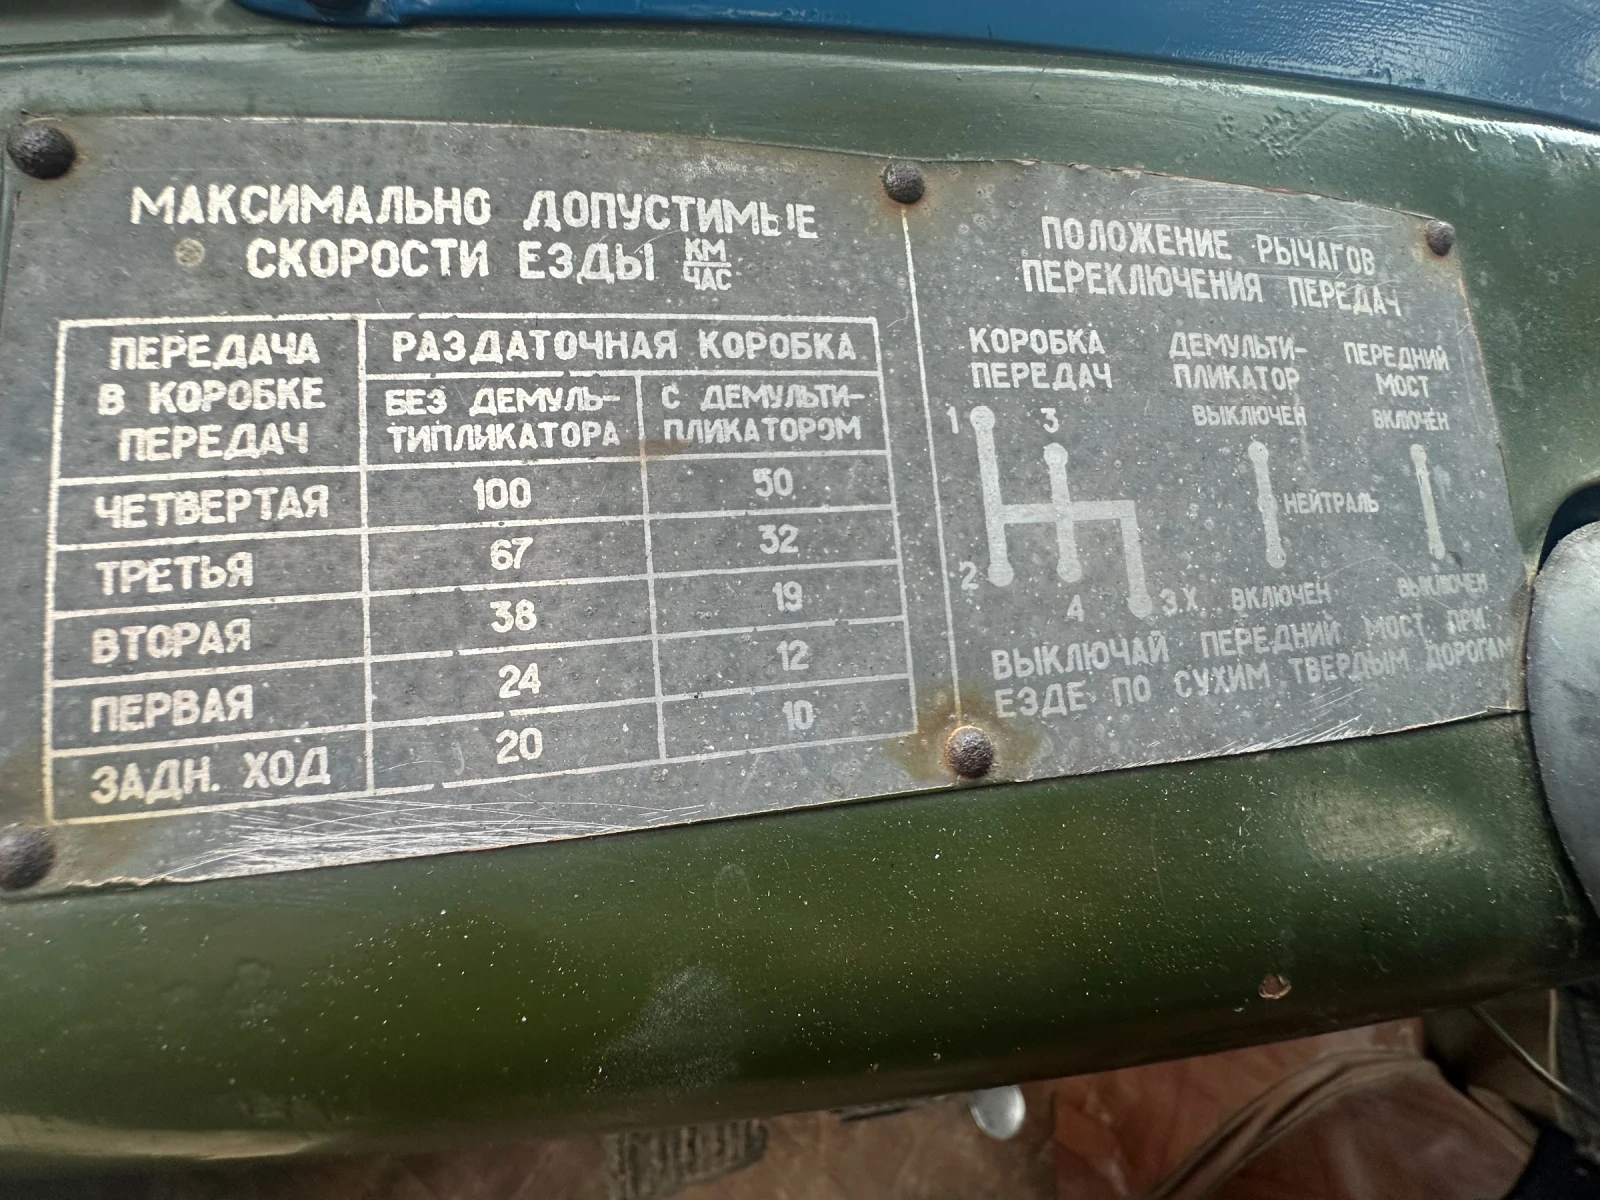 МАКСИМАЛЬНО ДОПУСТИМЫЕ
СКОРОСТИ ЕЗДЫ КМ/ЧАС
ПЕРЕДАЧА
В КОРОБКЕ
ПЕРЕДАЧ
РАЗДАТОЧНАЯ КОРОБКА
БЕЗ ДЕМУЛЬ-
ТИПЛИКАТОРА
С ДЕМУЛЬТИ-
ПЛИКАТОРОМ
ЧЕТВЕРТАЯ 100 50
ТРЕТЬЯ 67 32
ВТОРАЯ 38 19
ПЕРВАЯ 24 12
ЗАДН. ХОД 20 10
ПОЛОЖЕНИЕ РЫЧАГОВ
ПЕРЕКЛЮЧЕНИЯ ПЕРЕДАЧ
КОРОБКА
ПЕРЕДАЧ
1 3
2 4 З.Х.
ДЕМУЛЬТИ-
ПЛИКАТОР
ВЫКЛЮЧЕН
НЕЙТРАЛЬ
ВКЛЮЧЕН
ПЕРЕДНИЙ
МОСТ
ВКЛЮЧЕН
ВЫКЛЮЧЕН
ВЫКЛЮЧАЙ ПЕРЕДНИЙ МОСТ ПРИ
ЕЗДЕ ПО СУХИМ ТВЕРДЫМ ДОРОГАМ